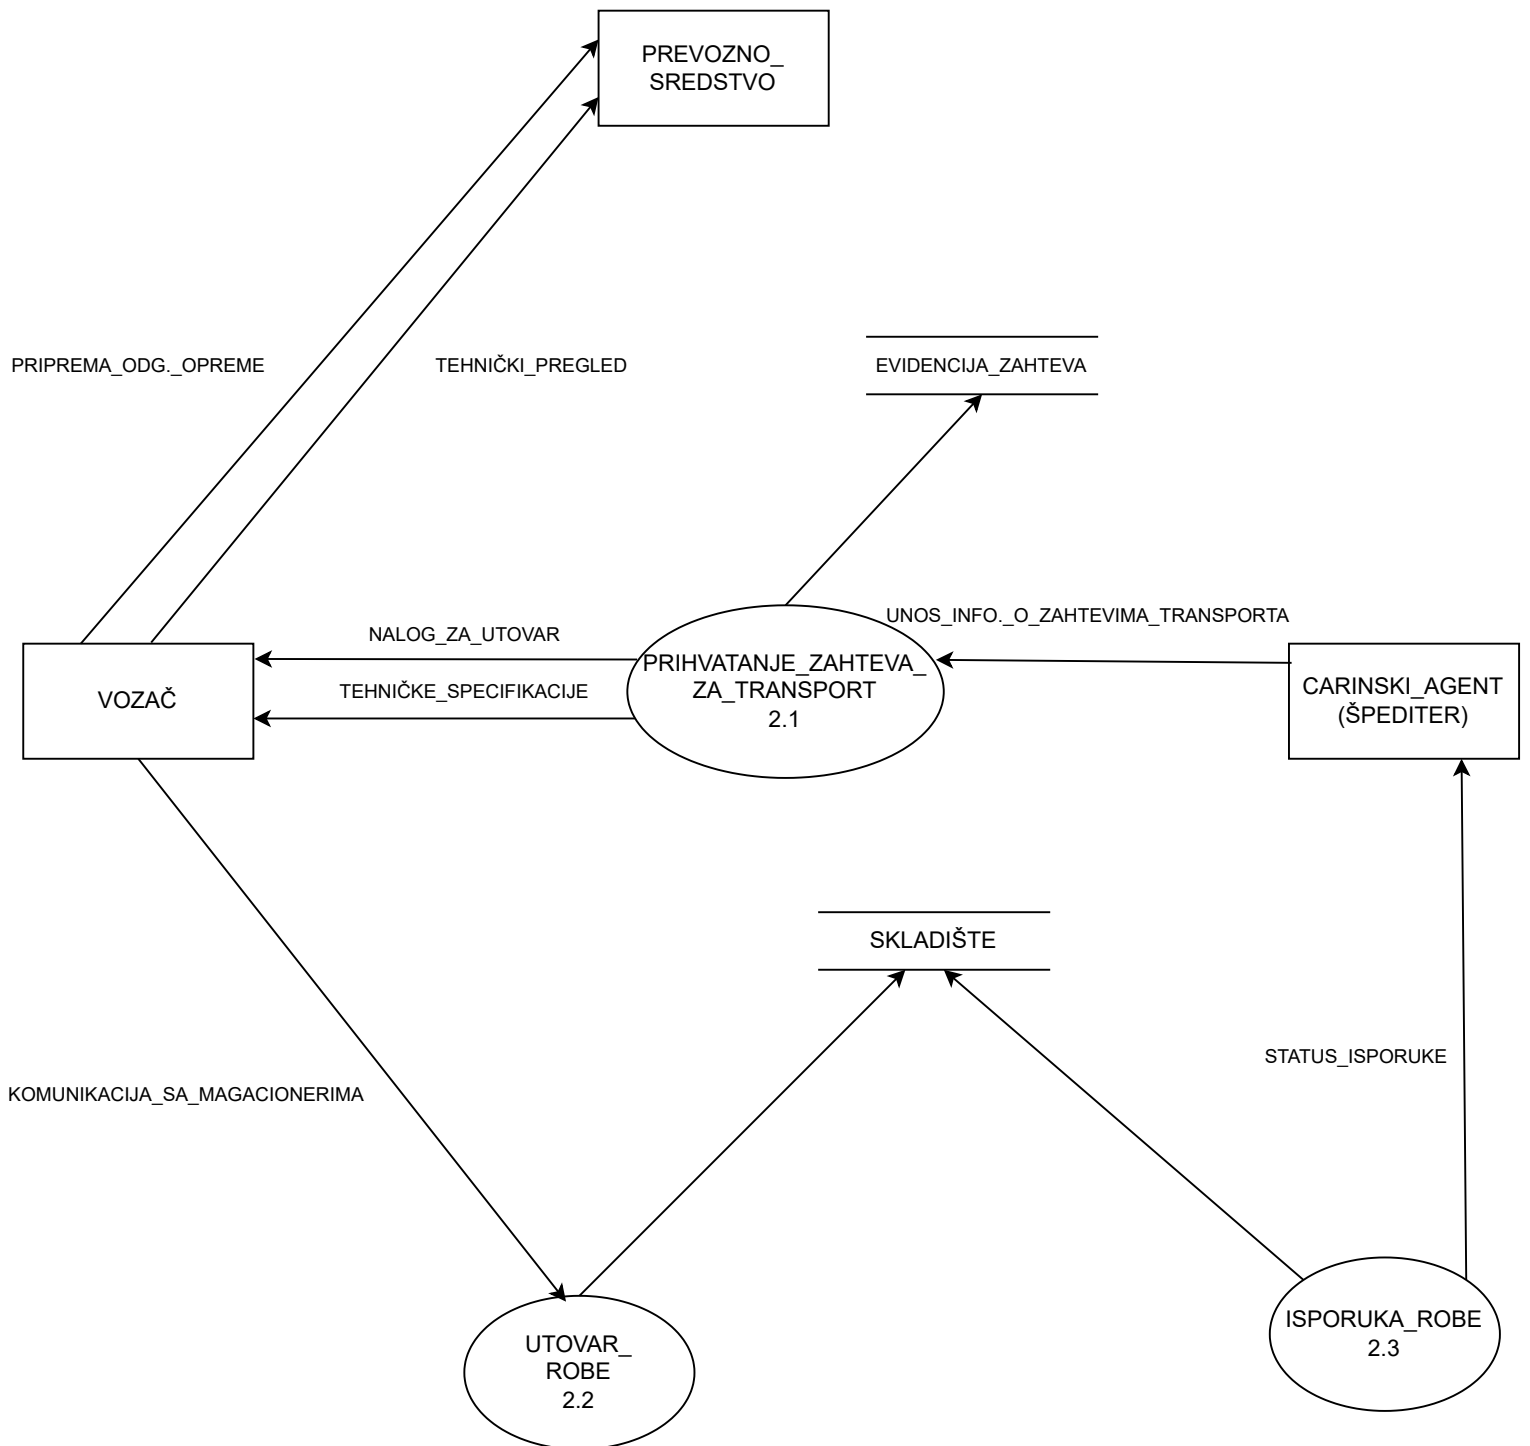 PREVOZNO_
SREDSTVO
PRIPREMA_ODG._OPREME
TEHNIČKI_PREGLED
EVIDENCIJA_ZAHTEVA
NALOG_ZA_UTOVAR
UNOS_INFO._O_ZAHTEVIMA_TRANSPORTA
VOZAČ
TEHNIČKE_SPECIFIKACIJE
PRIHVATANJE_ZAHTEVA_
ZA_TRANSPORT
2.1
CARINSKI_AGENT
(ŠPEDITER)
SKLADIŠTE
KOMUNIKACIJA_SA_MAGACIONERIMA
STATUS_ISPORUKE
UTOVAR_
ROBE
2.2
ISPORUKA_ROBE
2.3